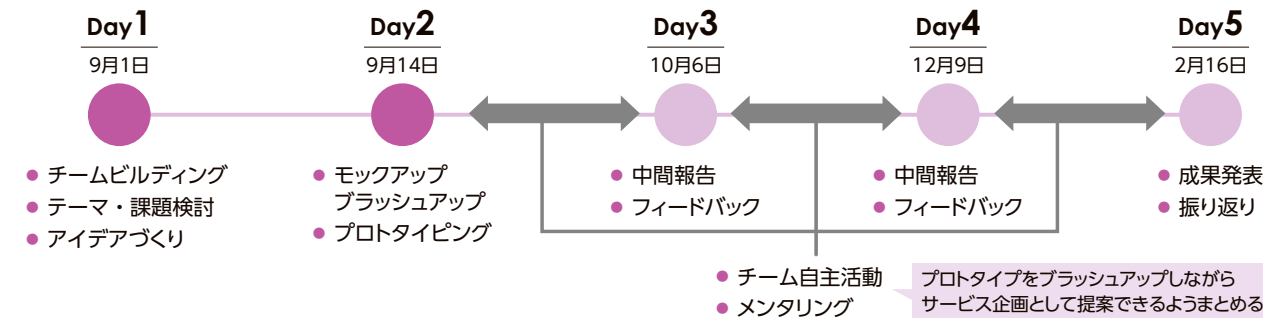 Day1
9月1日
● チームビルディング
● テーマ・課題検討
● アイデアづくり
Day2
9月14日
● モックアップ
ブラッシュアップ
● プロトタイピング
Day3
10月6日
● 中間報告
● フィードバック
Day4
12月9日
● 中間報告
● フィードバック
Day5
2月16日
● 成果発表
● 振り返り
● チーム自主活動
● メンタリング
プロトタイプをブラッシュアップしながら
サービス企画として提案できるようまとめる